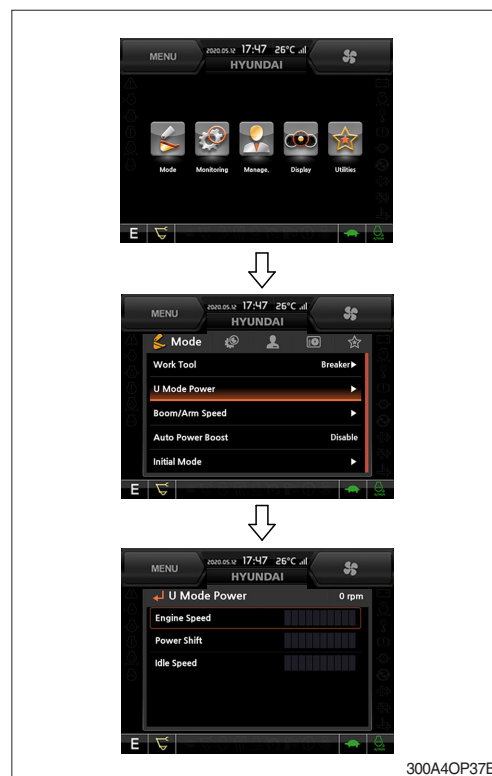 MENU
2020.05.12 17:47 26°C
HYUNDAI
Mode Monitoring Manage. Display Utilities
E
MENU
2020.05.12 17:47 26°C
HYUNDAI
Mode
Work Tool Breaker▶
U Mode Power ▶
Boom/Arm Speed ▶
Auto Power Boost Disable
Initial Mode ▶
E
MENU
2020.05.12 17:47 26°C
HYUNDAI
U Mode Power 0 rpm
Engine Speed
Power Shift
Idle Speed
E
300A4OP37E